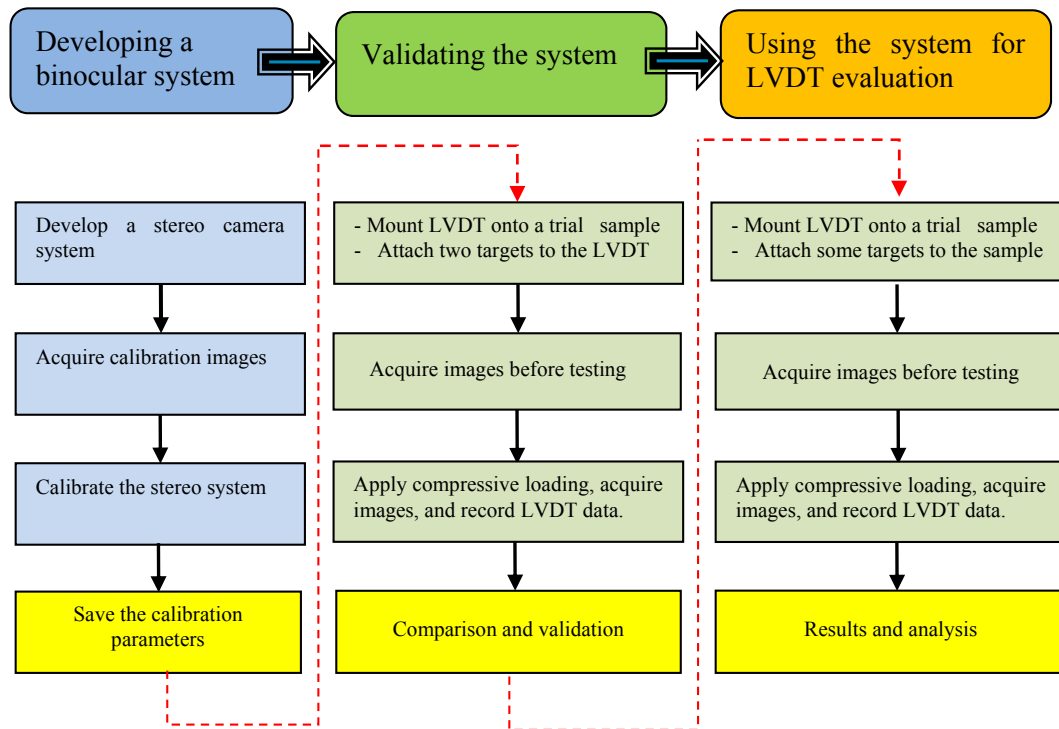 Developing a
binocular system
Validating the system
Using the system for
LVDT evaluation
Develop a stereo camera
system
Acquire calibration images
Calibrate the stereo system
Save the calibration
parameters
- Mount LVDT onto a trial sample
- Attach two targets to the LVDT
Acquire images before testing
Apply compressive loading, acquire
images, and record LVDT data.
Comparison and validation
- Mount LVDT onto a trial sample
- Attach some targets to the sample
Acquire images before testing
Apply compressive loading, acquire
images, and record LVDT data.
Results and analysis